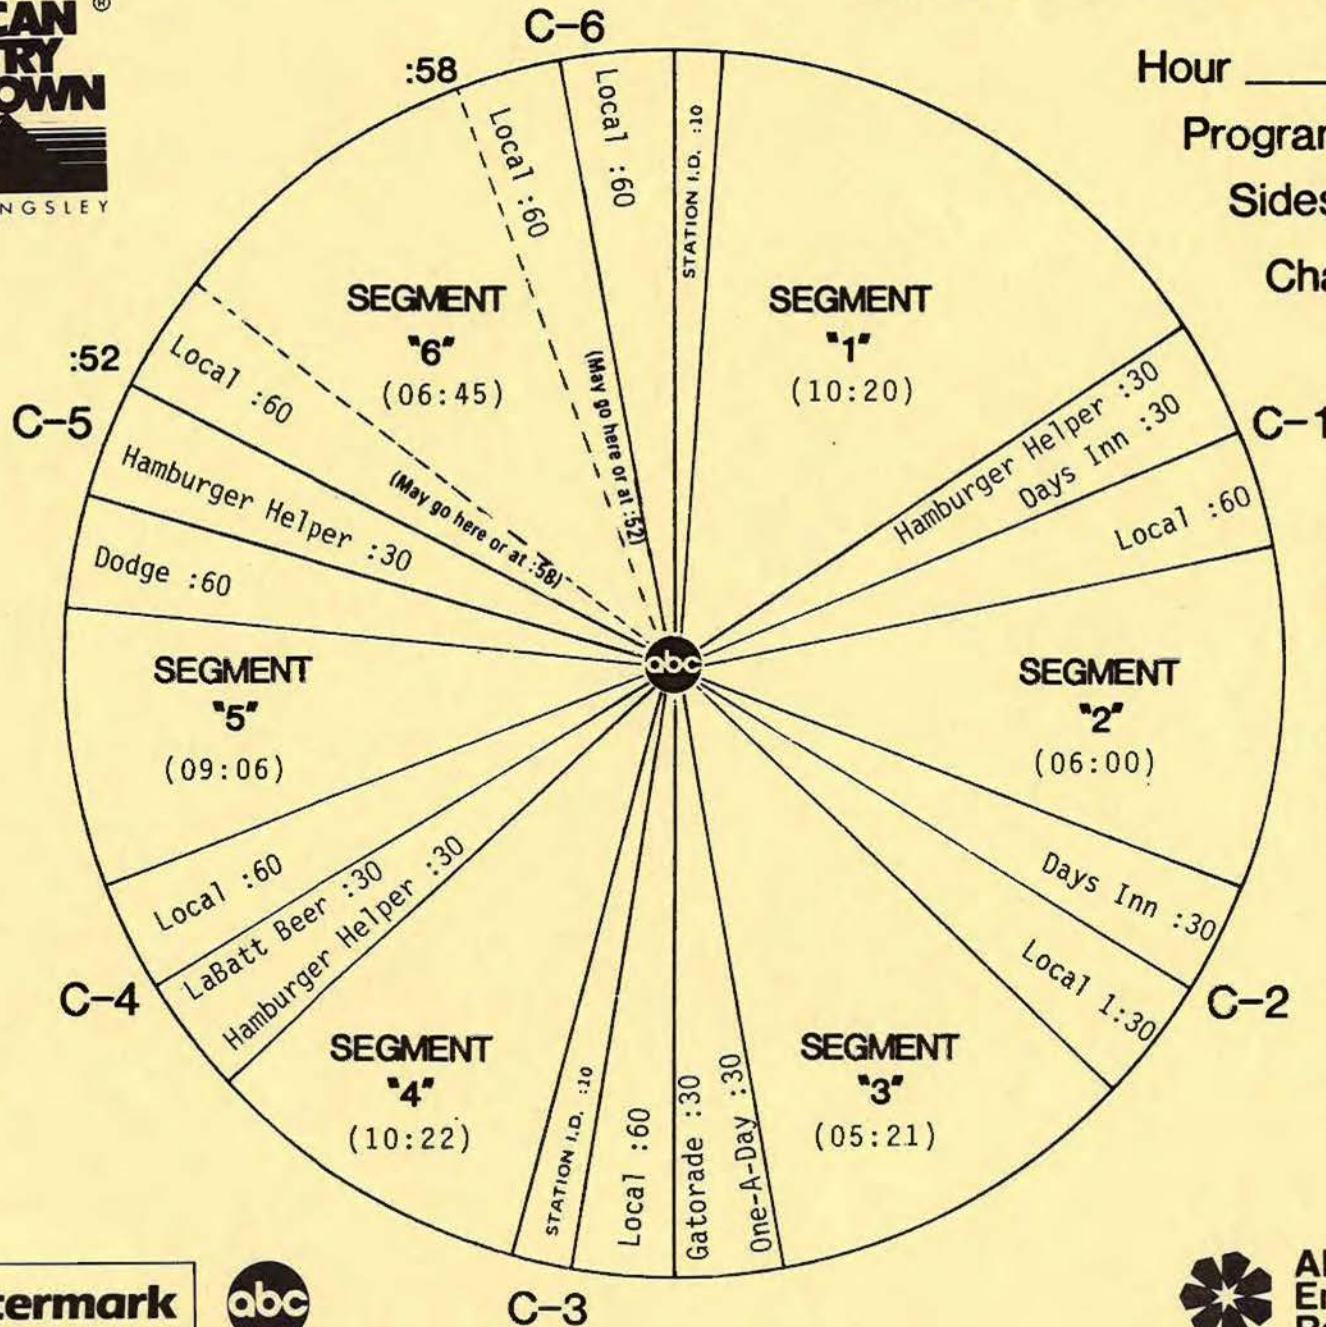 ®
C-6
:58
Hour
:52
C-5
Local :60
Local :60
STATION I.D. :10
(May go here or at :52)
SEGMENT
"1"
(10:20)
Hamburger Helper :30
Days Inn :30
C-1
Local :60
SEGMENT
"2"
(06:00)
Days Inn :30
C-2
Local 1:30
SEGMENT
"3"
(05:21)
One-A-Day :30
Gatorade :30
C-3
Local :60
STATION I.D. :10
SEGMENT
"4"
(10:22)
Hamburger Helper :30
LaBatt Beer :30
C-4
Local :60
SEGMENT
"5"
(09:06)
Dodge :60
Hamburger Helper :30
Local :60
(May go here or at :58)
SEGMENT
"6"
(06:45)
abc
abc